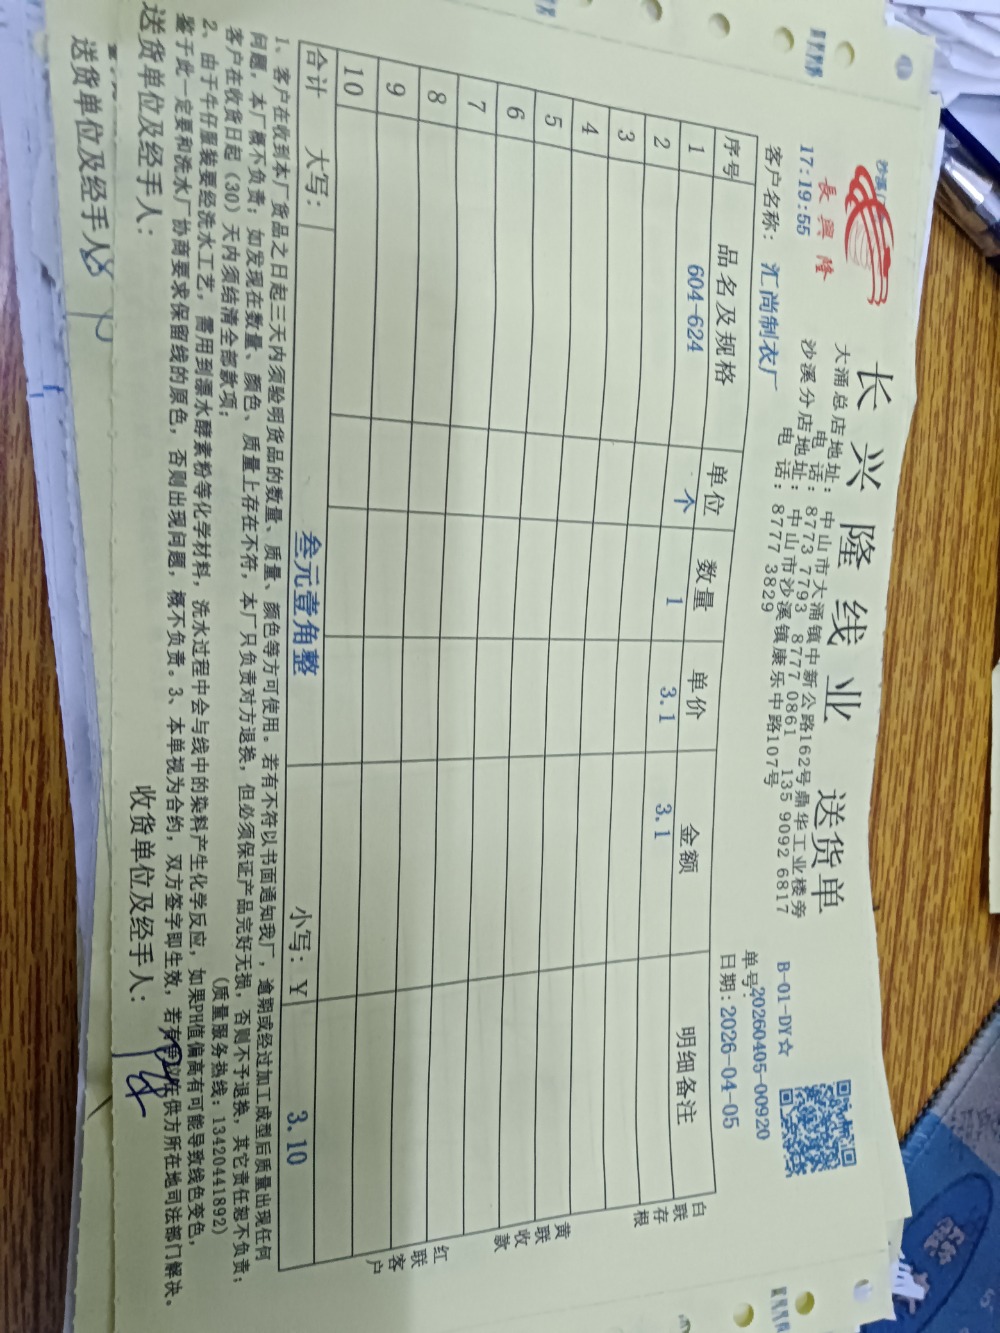 沙溪
長興隆
17:19:55
长兴隆线业 送货单
大涌总店地址：中山市大涌镇中新公路162号鼎华工业楼旁
电话：8773 7793 8777 0861 135 9092 6817
沙溪分店地址：中山市沙溪镇康乐中路107号
电话：8777 3829
B-01-DY☆
单号:20260405-00920
客户名称：汇尚制衣厂
日期：2026-04-05
序号 品名及规格 单位 数量 单价 金额 明细备注
1 604-624 个 1 3.1 3.1
2
3
4
5
6
7
8
9
10
合计 大写： 叁元壹角整 小写：￥ 3.10
白联存根
黄联收款
红联客户
1、客户在收到本厂货品之日起三天内须验明货品的数量、质量、颜色等方可使用。若有不符以书面通知我厂，逾期或经过加工成型后质量出现任何
问题，本厂概不负责；如发现在数量、颜色、质量上存在不符，本厂只负责对方退换，但必须保证产品完好无损，否则不予退换，其它责任恕不负责；
客户在收货日起（30）天内须结清全部款项；
（质量服务热线：13420441892）
2、由于牛仔服装要经洗水工艺，需用到漂水酵素粉等化学材料，洗水过程中会与线中的染料产生化学反应，如果PH值偏高有可能导致线色变色，
鉴于此一定要和洗水厂协商要求保留线的原色，否则出现问题，概不负责。3、本单视为合约，双方签字即生效，若有争议在供方所在地司法部门解决。
送货单位及经手人：
收货单位及经手人：
送货单位及经手人